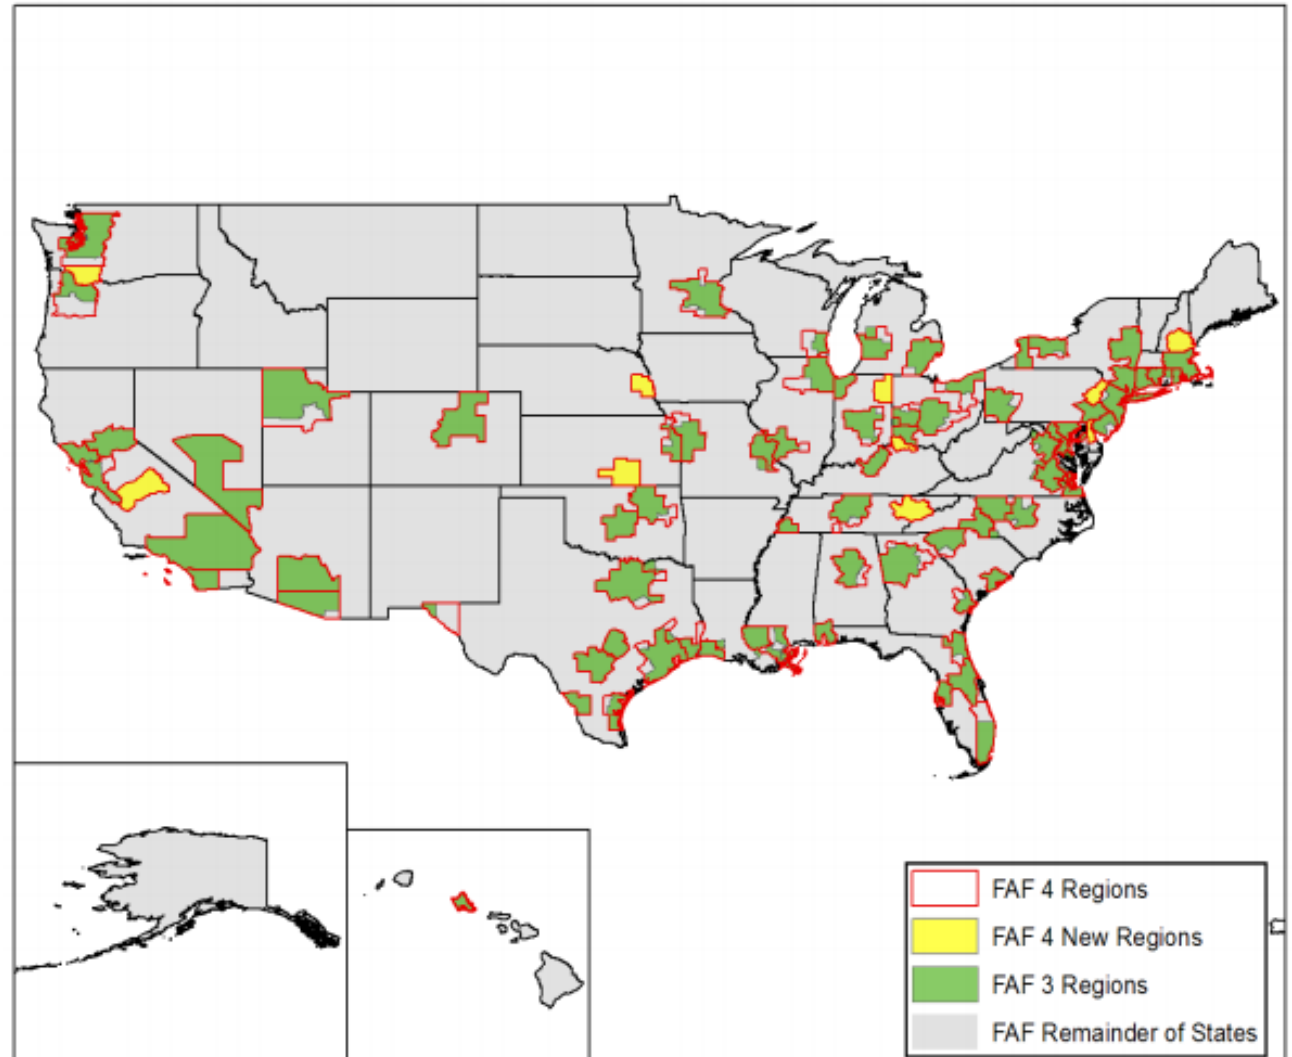 FAF 4 Regions
FAF 4 New Regions
FAF 3 Regions
FAF Remainder of States